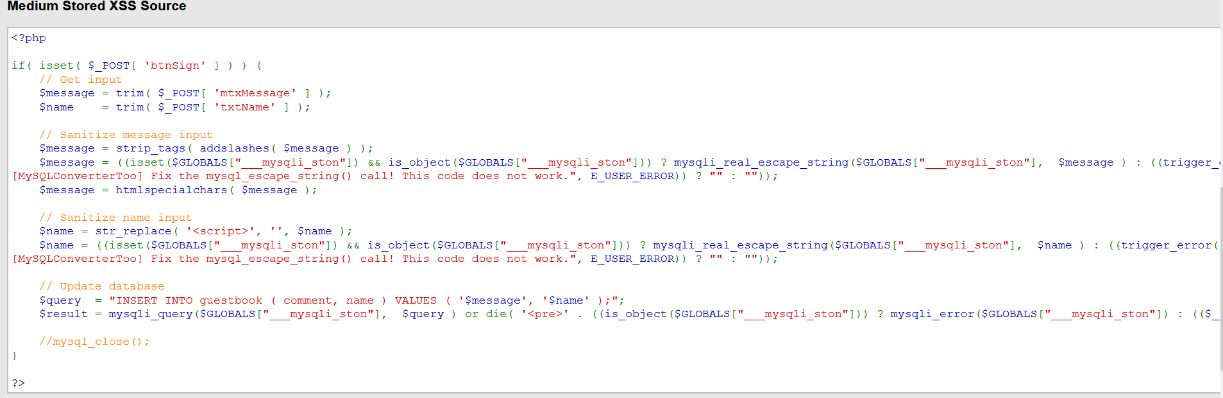 Medium Stored XSS Source
<?php
if( isset( $_POST[ 'btnSign' ] ) ) {
    // Get input
    $message = trim( $_POST[ 'mtxMessage' ] );
    $name    = trim( $_POST[ 'txtName' ] );
    // Sanitize message input
    $message = strip_tags( addslashes( $message ) );
    $message = ((isset($GLOBALS["___mysqli_ston"]) && is_object($GLOBALS["___mysqli_ston"])) ? mysqli_real_escape_string($GLOBALS["___mysqli_ston"],  $message ) : ((trigger_
[MySQLConverterToo] Fix the mysql_escape_string() call! This code does not work.", E_USER_ERROR)) ? "" : ""));
    $message = htmlspecialchars( $message );
    // Sanitize name input
    $name = str_replace( '<script>', '', $name );
    $name = ((isset($GLOBALS["___mysqli_ston"]) && is_object($GLOBALS["___mysqli_ston"])) ? mysqli_real_escape_string($GLOBALS["___mysqli_ston"],  $name ) : ((trigger_error(
[MySQLConverterToo] Fix the mysql_escape_string() call! This code does not work.", E_USER_ERROR)) ? "" : ""));
    // Update database
    $query  = "INSERT INTO guestbook ( comment, name ) VALUES ( '$message', '$name' );";
    $result = mysqli_query($GLOBALS["___mysqli_ston"],  $query ) or die( '<pre>' . ((is_object($GLOBALS["___mysqli_ston"])) ? mysqli_error($GLOBALS["___mysqli_ston"]) : (($__
    //mysql_close();
}
?>